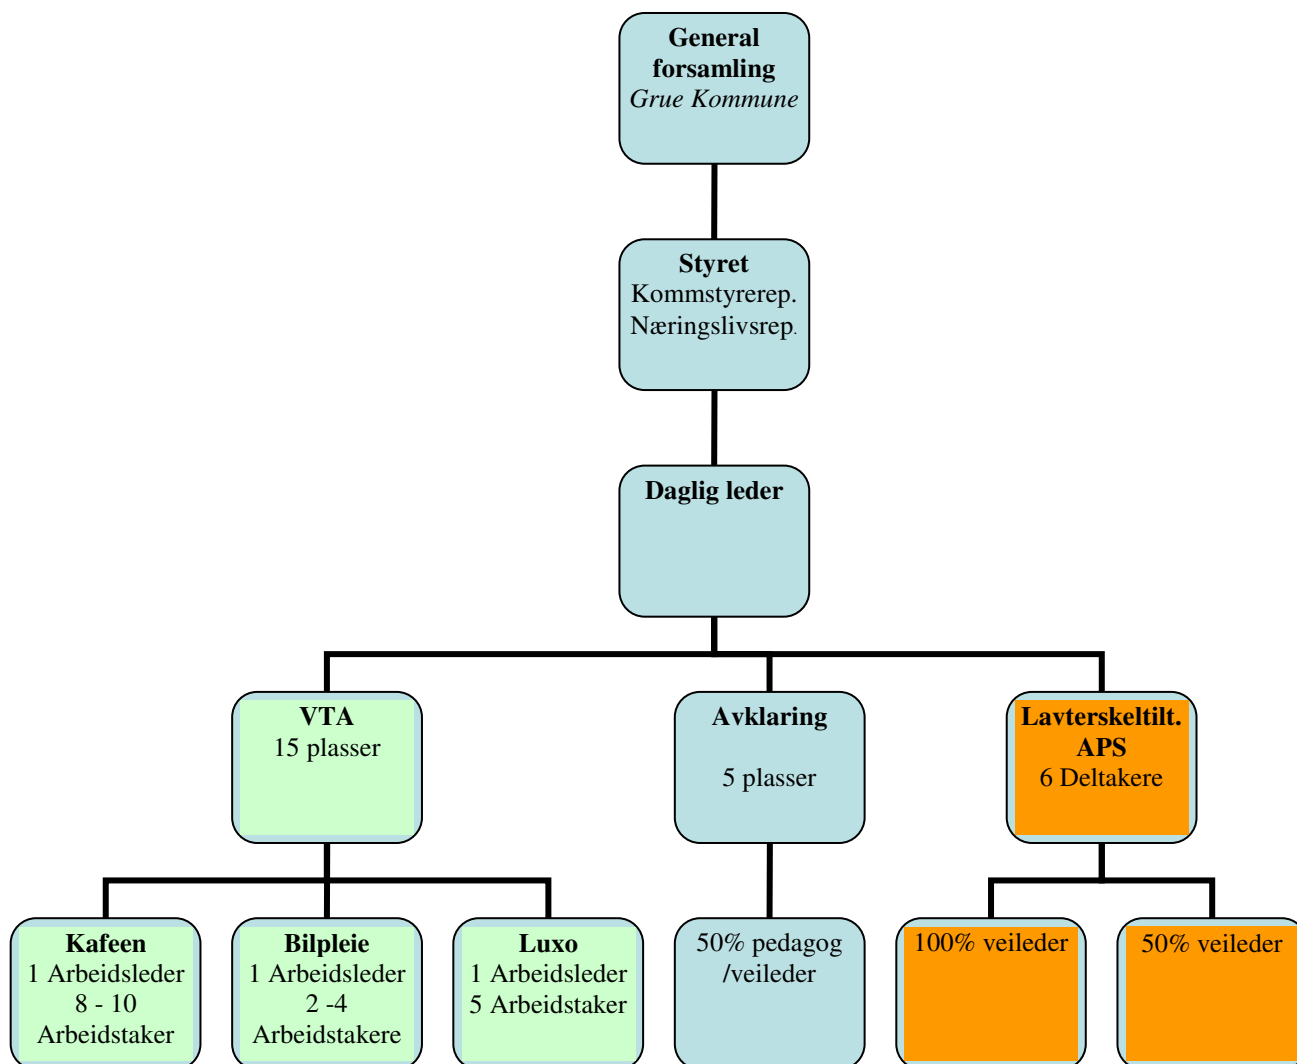 General
forsamling
Grue Kommune
Styret
Kommstyrerep.
Næringslivsrep.
Daglig leder
VTA
15 plasser
Avklaring
5 plasser
Lavterskeltilt.
APS
6 Deltakere
Kafeen
1 Arbeidsleder
8 - 10
Arbeidstaker
Bilpleie
1 Arbeidsleder
2 -4
Arbeidstakere
Luxo
1 Arbeidsleder
5 Arbeidstaker
50% pedagog
/veileder
100% veileder
50% veileder